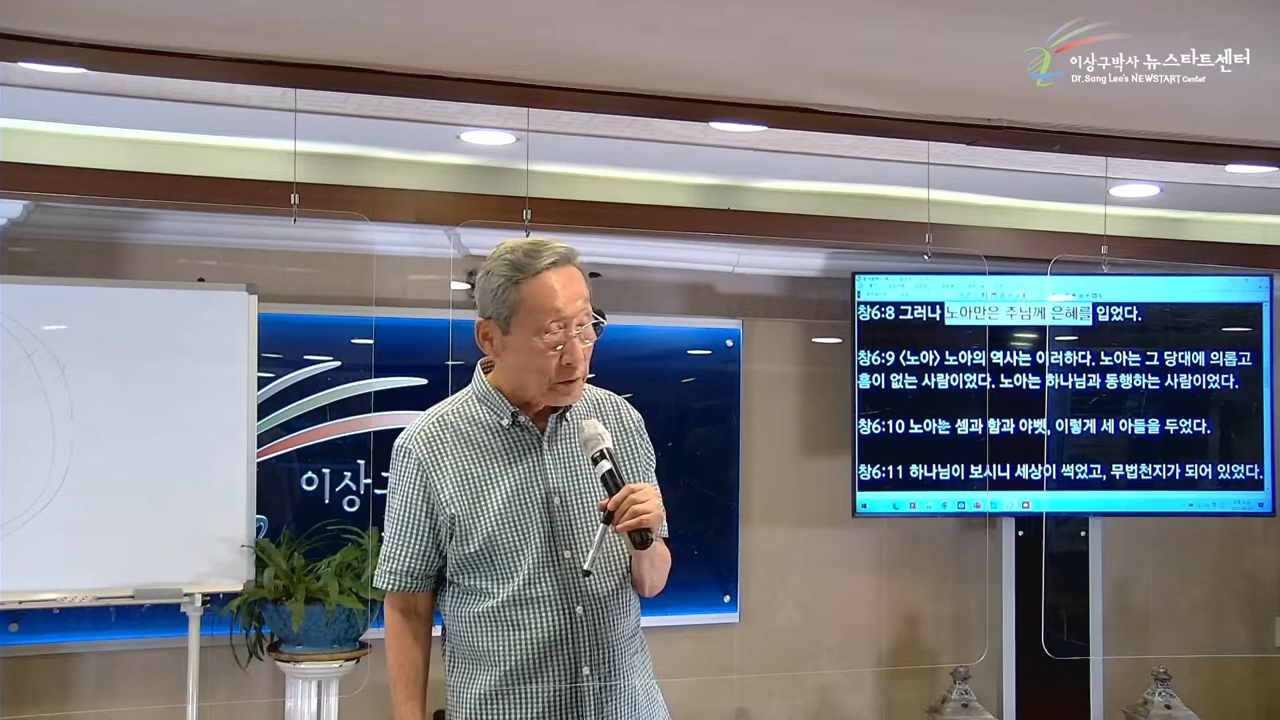 이상구박사 뉴스타트센터
Dr. Sang Lee's NEWSTART Center
창6:8 그러나 노아만은 주님께 은혜를 입었다.
창6:9 <노아> 노아의 역사는 이러하다. 노아는 그 당대에 의롭고
흠이 없는 사람이었다. 노아는 하나님과 동행하는 사람이었다.
창6:10 노아는 셈과 함과 야벳, 이렇게 세 아들을 두었다.
창6:11 하나님이 보시니 세상이 썩었고, 무법천지가 되어 있었다.
이상